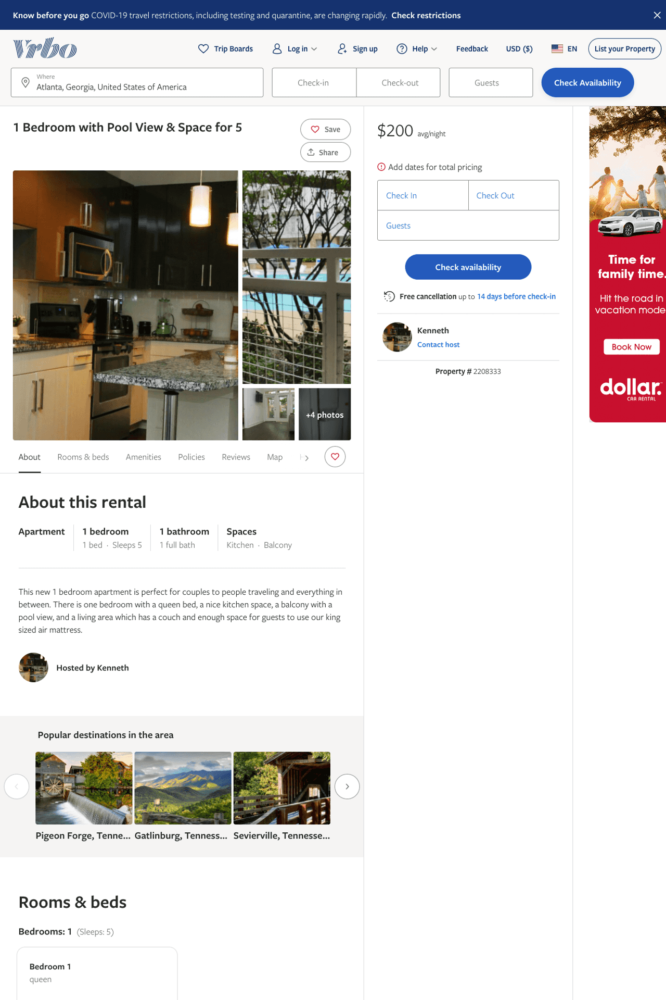 Know before you go COVID-19 travel restrictions, including testing and quarantine, are changing rapidly. Check restrictions
Vrbo
Trip Boards
Log in
Sign up
Help
Feedback
USD ($)
EN
List your Property
Where
Atlanta, Georgia, United States of America
Check-in
Check-out
Guests
Check Availability
1 Bedroom with Pool View & Space for 5
Save
Share
+4 photos
$200 avg/night
Add dates for total pricing
Check In
Check Out
Guests
Check availability
Free cancellation up to 14 days before check-in
Kenneth
Contact host
Property # 2208333
Time for
family time.
Hit the road in
vacation mode
Book Now
dollar.
CAR RENTAL
About
Rooms & beds
Amenities
Policies
Reviews
Map
About this rental
Apartment
1 bedroom
1 bed · Sleeps 5
1 bathroom
1 full bath
Spaces
Kitchen · Balcony
This new 1 bedroom apartment is perfect for couples to people traveling and everything in
between. There is one bedroom with a queen bed, a nice kitchen space, a balcony with a
pool view, and a living area which has a couch and enough space for guests to use our king
sized air mattress.
Hosted by Kenneth
Popular destinations in the area
Pigeon Forge, Tenne...
Gatlinburg, Tenness...
Sevierville, Tennesse...
Rooms & beds
Bedrooms: 1 (Sleeps: 5)
Bedroom 1
queen